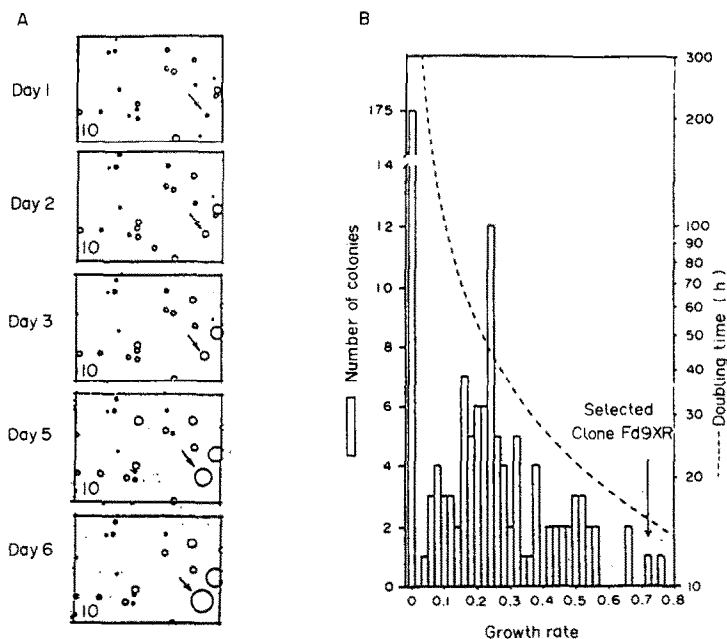 A
Day 1
10
Day 2
10
Day 3
10
Day 5
10
Day 6
10
B
Number of colonies
175
14
12
10
8
6
4
2
0
0 0.1 0.2 0.3 0.4 0.5 0.6 0.7 0.8
Growth rate
300
200
100
90
80
70
60
50
40
30
20
10
Doubling time (h)
Selected
Clone Fd9XR